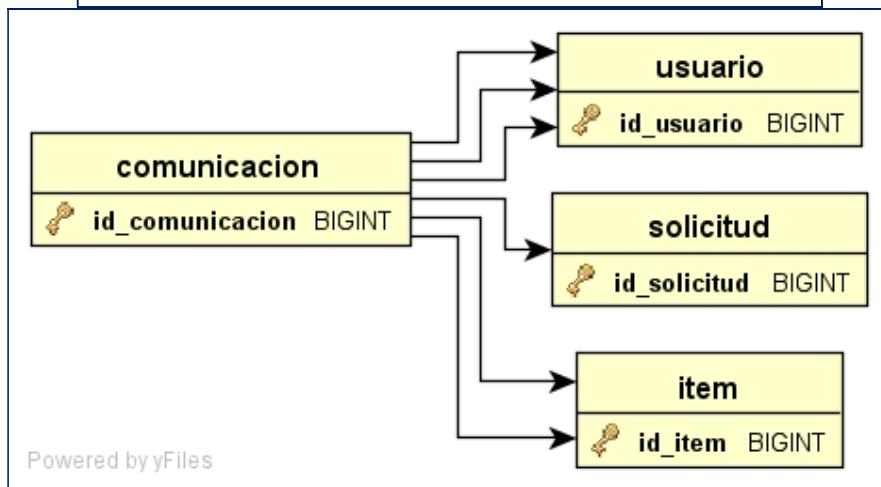 comunicacion
id_comunicacion BIGINT
usuario
id_usuario BIGINT
solicitud
id_solicitud BIGINT
item
id_item BIGINT
Powered by yFiles